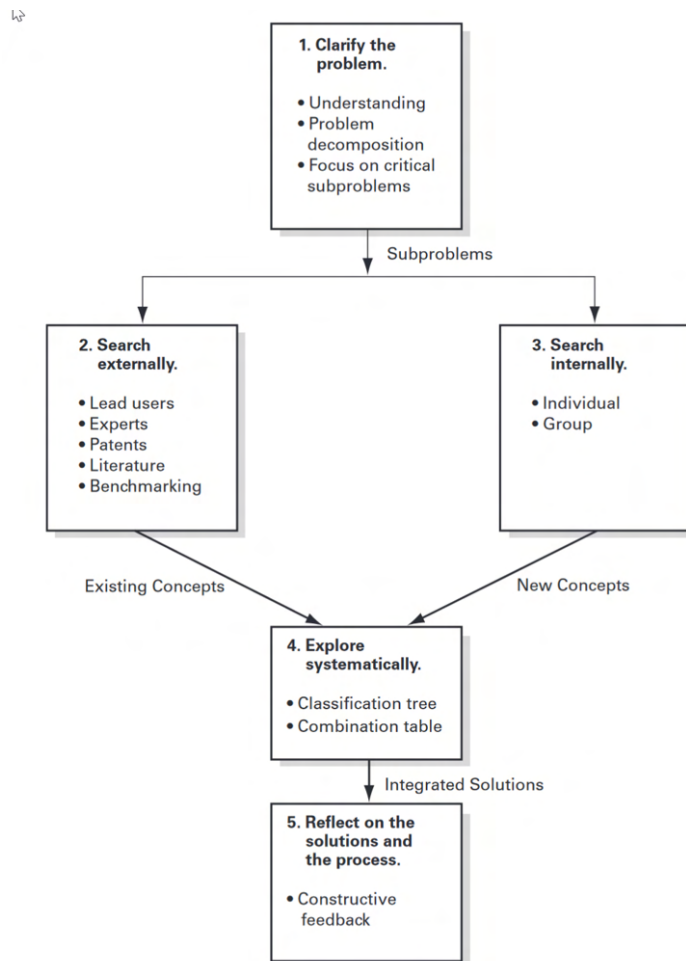 1. Clarify the
problem.
• Understanding
• Problem
decomposition
• Focus on critical
subproblems
Subproblems
2. Search
externally.
• Lead users
• Experts
• Patents
• Literature
• Benchmarking
3. Search
internally.
• Individual
• Group
Existing Concepts
New Concepts
4. Explore
systematically.
• Classification tree
• Combination table
Integrated Solutions
5. Reflect on the
solutions and
the process.
• Constructive
feedback